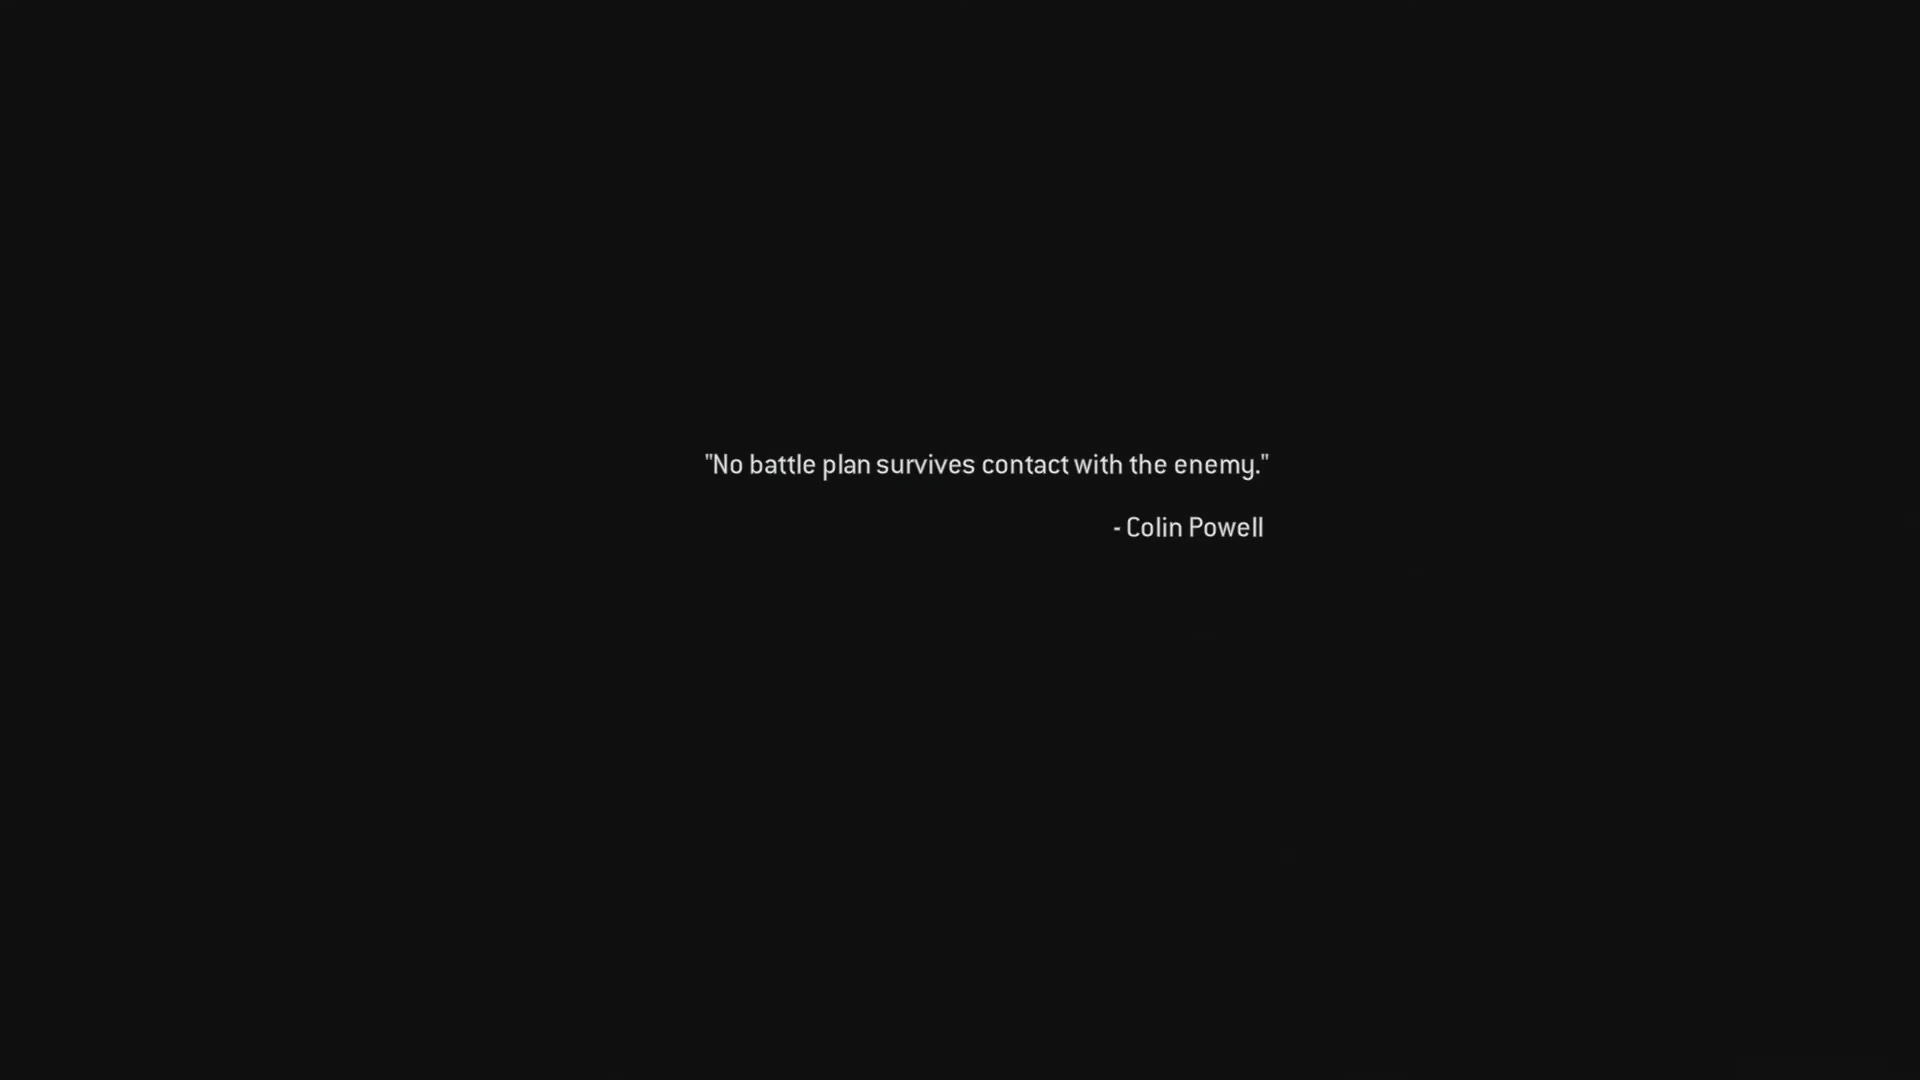 "No battle plan survives contact with the enemy."
- Colin Powell